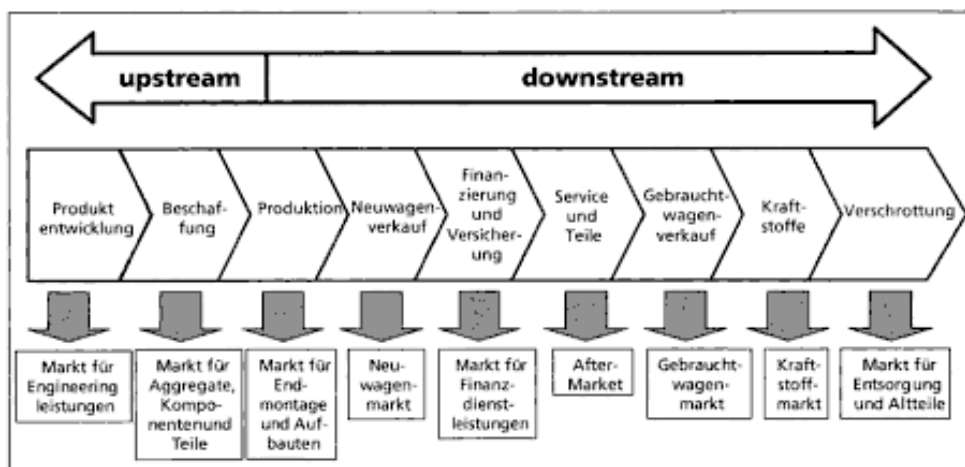 upstream
downstream
Produkt
entwicklung
Beschaf-
fung
Produktion
Neuwagen-
verkauf
Finan-
zierung
und
Versiche-
rung
Service
und
Teile
Gebraucht-
wagen-
verkauf
Kraft-
stoffe
Verschrottung
Markt für
Engineering
leistungen
Markt für
Aggregate,
Kompo-
nentenund
Teile
Markt für
End-
montage
und Auf-
bauten
Neu-
wagen-
markt
Markt für
Finanz-
dienst-
leistungen
After-
Market
Gebraucht-
wagen-
markt
Kraft-
stoff-
markt
Markt für
Entsorgung
und Altteile